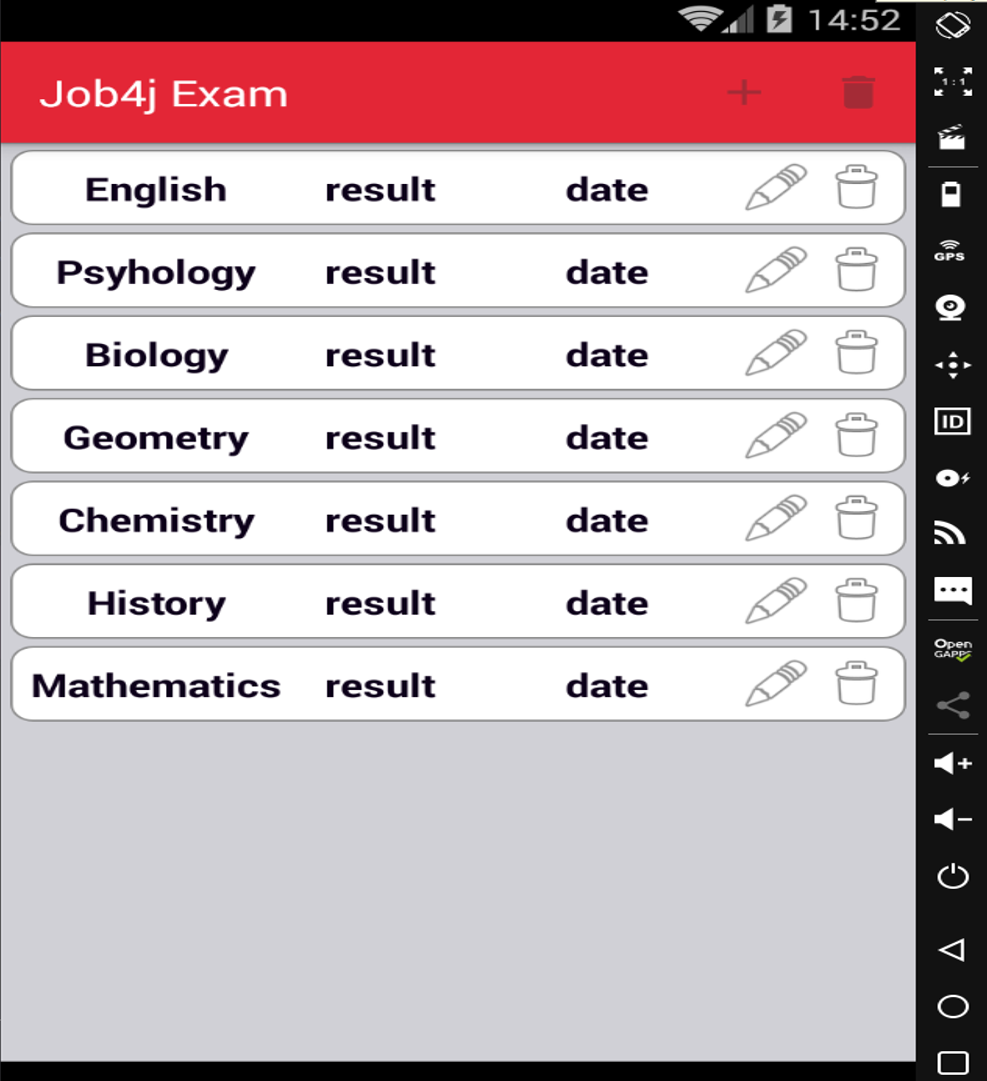 14:52
Job4j Exam
English result date
Psyhology result date
Biology result date
Geometry result date
Chemistry result date
History result date
Mathematics result date
1:1
GPS
ID
Open
GAPPS